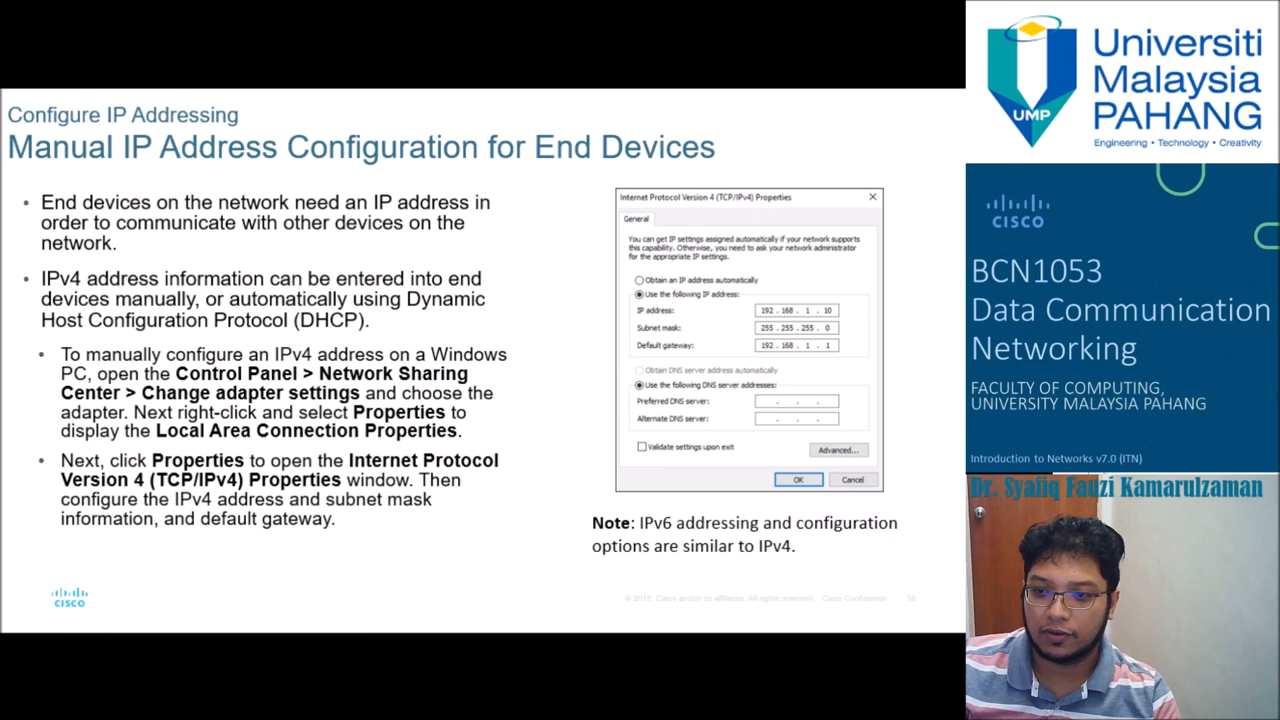 Configure IP Addressing
Manual IP Address Configuration for End Devices
• End devices on the network need an IP address in
order to communicate with other devices on the
network.
• IPv4 address information can be entered into end
devices manually, or automatically using Dynamic
Host Configuration Protocol (DHCP).
• To manually configure an IPv4 address on a Windows
PC, open the Control Panel > Network Sharing
Center > Change adapter settings and choose the
adapter. Next right-click and select Properties to
display the Local Area Connection Properties.
• Next, click Properties to open the Internet Protocol
Version 4 (TCP/IPv4) Properties window. Then
configure the IPv4 address and subnet mask
information, and default gateway.
Internet Protocol Version 4 (TCP/IPv4) Properties
General
You can get IP settings assigned automatically if your network supports
this capability. Otherwise, you need to ask your network administrator
for the appropriate IP settings.
Obtain an IP address automatically
Use the following IP address:
IP address: 192 . 168 . 1 . 10
Subnet mask: 255 . 255 . 255 . 0
Default gateway: 192 . 168 . 1 . 1
Obtain DNS server address automatically
Use the following DNS server addresses:
Preferred DNS server: . . .
Alternate DNS server: . . .
Validate settings upon exit
Advanced...
OK Cancel
Note: IPv6 addressing and configuration
options are similar to IPv4.
CISCO
© 2016 Cisco and/or its affiliates. All rights reserved. Cisco Confidential 38
UMP
Universiti
Malaysia
PAHANG
Engineering • Technology • Creativity
CISCO
BCN1053
Data Communication
Networking
FACULTY OF COMPUTING,
UNIVERSITY MALAYSIA PAHANG
Introduction to Networks v7.0 (ITN)
Dr. Syafiq Fauzi Kamarulzaman